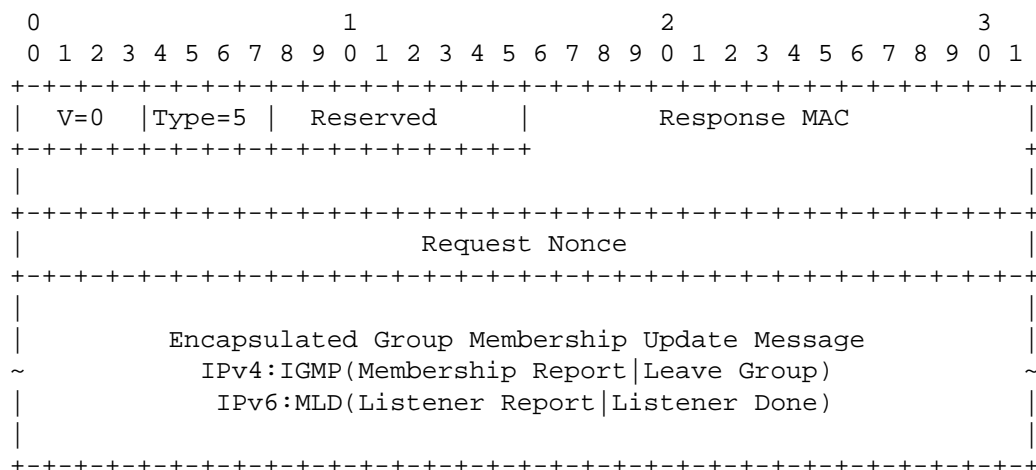 0                   1                   2                   3
 0 1 2 3 4 5 6 7 8 9 0 1 2 3 4 5 6 7 8 9 0 1 2 3 4 5 6 7 8 9 0 1
+-+-+-+-+-+-+-+-+-+-+-+-+-+-+-+-+-+-+-+-+-+-+-+-+-+-+-+-+-+-+-+-+
|  V=0  |Type=5 |  Reserved     |        Response MAC           |
+-+-+-+-+-+-+-+-+-+-+-+-+-+-+-+-+                               +
|                                                               |
+-+-+-+-+-+-+-+-+-+-+-+-+-+-+-+-+-+-+-+-+-+-+-+-+-+-+-+-+-+-+-+-+
|                         Request Nonce                         |
+-+-+-+-+-+-+-+-+-+-+-+-+-+-+-+-+-+-+-+-+-+-+-+-+-+-+-+-+-+-+-+-+
|                                                               |
|         Encapsulated Group Membership Update Message          |
~           IPv4:IGMP(Membership Report|Leave Group)            ~
|            IPv6:MLD(Listener Report|Listener Done)            |
|                                                               |
+-+-+-+-+-+-+-+-+-+-+-+-+-+-+-+-+-+-+-+-+-+-+-+-+-+-+-+-+-+-+-+-+